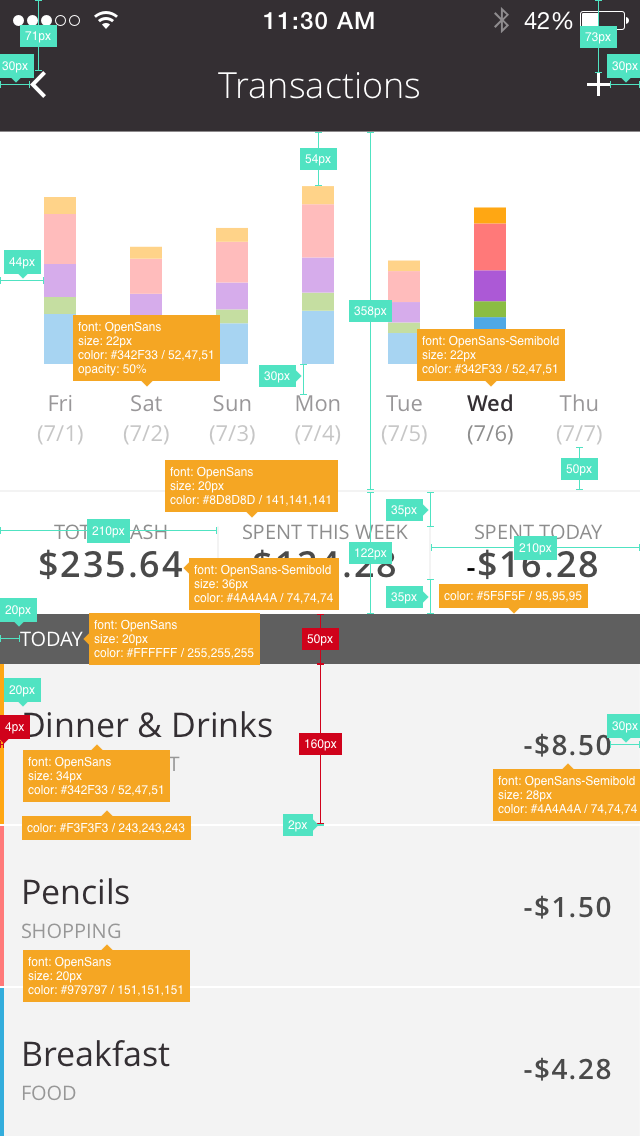 11:30 AM 42%
71px 73px
30px 30px
Transactions
54px
44px
358px
font: OpenSans
size: 22px
color: #342F33 / 52,47,51
opacity: 50%
font: OpenSans-Semibold
size: 22px
color: #342F33 / 52,47,51
30px
Fri Sat Sun Mon Tue Wed Thu
(7/1) (7/2) (7/3) (7/4) (7/5) (7/6) (7/7)
50px
font: OpenSans
size: 20px
color: #8D8D8D / 141,141,141
35px
210px
SPENT THIS WEEK SPENT TODAY
122px 210px
$235.64 -$16.28
font: OpenSans-Semibold
size: 36px
color: #4A4A4A / 74,74,74
35px
color: #5F5F5F / 95,95,95
20px
TODAY
font: OpenSans
size: 20px
color: #FFFFFF / 255,255,255
50px
20px
4px
Dinner & Drinks
-$8.50
30px
160px
font: OpenSans
size: 34px
color: #342F33 / 52,47,51
font: OpenSans-Semibold
size: 28px
color: #4A4A4A / 74,74,74
color: #F3F3F3 / 243,243,243
2px
Pencils
-$1.50
SHOPPING
font: OpenSans
size: 20px
color: #979797 / 151,151,151
Breakfast
-$4.28
FOOD